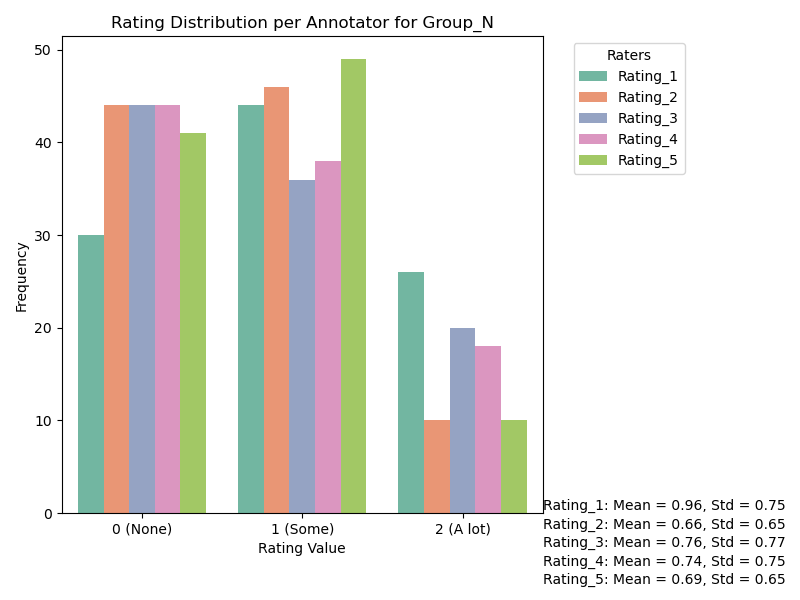 Rating Distribution per Annotator for Group_N
Raters
Rating_1
Rating_2
Rating_3
Rating_4
Rating_5
Frequency
50
40
30
20
10
0
0 (None)
1 (Some)
2 (A lot)
Rating Value
Rating_1: Mean = 0.96, Std = 0.75
Rating_2: Mean = 0.66, Std = 0.65
Rating_3: Mean = 0.76, Std = 0.77
Rating_4: Mean = 0.74, Std = 0.75
Rating_5: Mean = 0.69, Std = 0.65